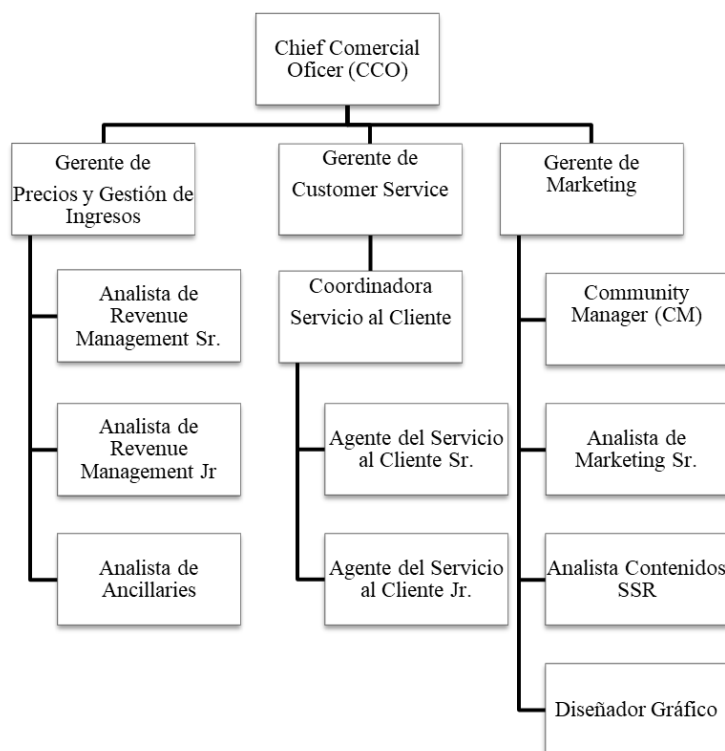 Chief Comercial
Oficer (CCO)
Gerente de
Precios y Gestión de
Ingresos
Gerente de
Customer Service
Gerente de
Marketing
Analista de
Revenue
Management Sr.
Analista de
Revenue
Management Jr
Analista de
Ancillaries
Coordinadora
Servicio al Cliente
Agente del Servicio
al Cliente Sr.
Agente del Servicio
al Cliente Jr.
Community
Manager (CM)
Analista de
Marketing Sr.
Analista Contenidos
SSR
Diseñador Gráfico